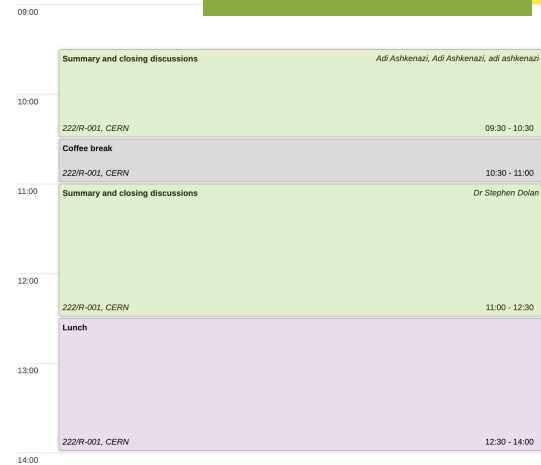 09:00
Summary and closing discussions Adi Ashkenazi, Adi Ashkenazi, adi ashkenazi
10:00
222/R-001, CERN 09:30 - 10:30
Coffee break
222/R-001, CERN 10:30 - 11:00
11:00
Summary and closing discussions Dr Stephen Dolan
12:00
222/R-001, CERN 11:00 - 12:30
Lunch
13:00
222/R-001, CERN 12:30 - 14:00
14:00